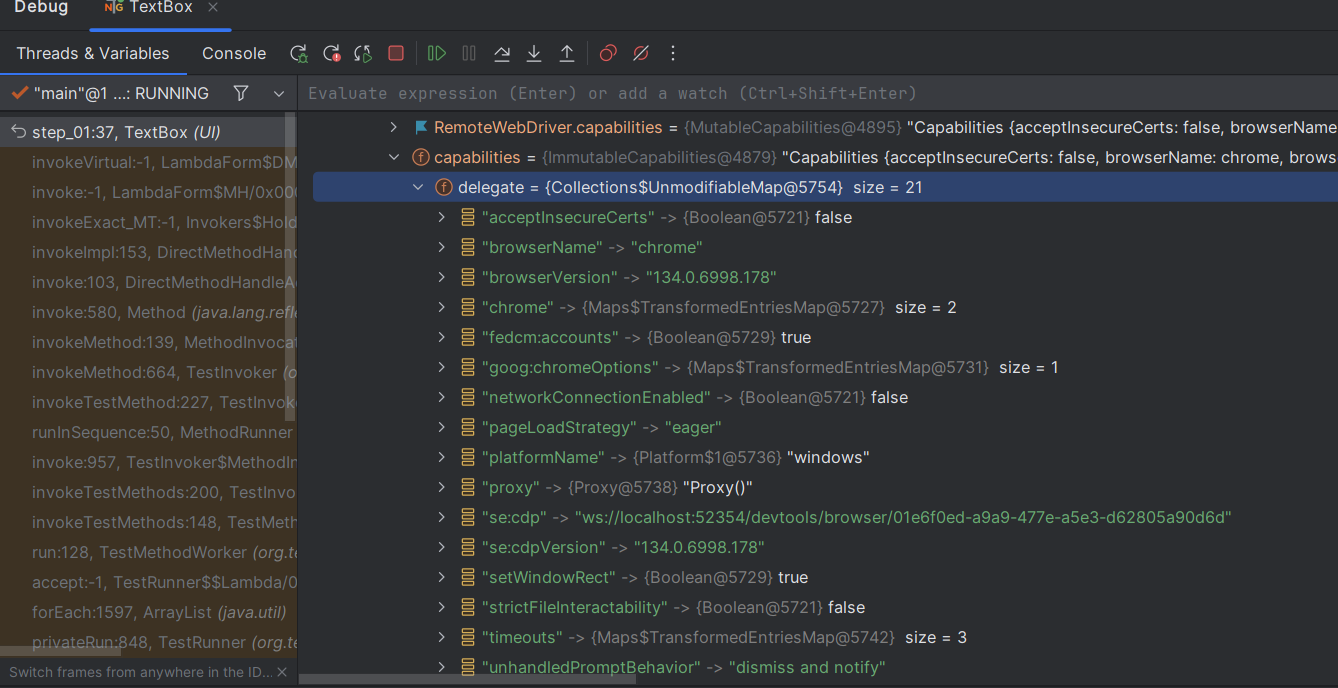 Debug TextBox
Threads & Variables Console
"main"@1 ...: RUNNING
Evaluate expression (Enter) or add a watch (Ctrl+Shift+Enter)
step_01:37, TextBox (UI)
invokeVirtual:-1, LambdaForm$DM
invoke:-1, LambdaForm$MH/0x000
invokeExact_MT:-1, Invokers$Hold
invokeImpl:153, DirectMethodHan
invoke:103, DirectMethodHandleA
invoke:580, Method (java.lang.refle
invokeMethod:139, MethodInvocat
invokeMethod:664, TestInvoker (o
invokeTestMethod:227, TestInvok
runInSequence:50, MethodRunner
invoke:957, TestInvoker$MethodIn
invokeTestMethods:200, TestInvo
invokeTestMethods:148, TestMeth
run:128, TestMethodWorker (org.te
accept:-1, TestRunner$$Lambda/0
forEach:1597, ArrayList (java.util)
privateRun:848, TestRunner (org.te
Switch frames from anywhere in the ID...
RemoteWebDriver.capabilities = {MutableCapabilities@4895} "Capabilities {acceptInsecureCerts: false, browserName
capabilities = {ImmutableCapabilities@4879} "Capabilities {acceptInsecureCerts: false, browserName: chrome, brows
delegate = {Collections$UnmodifiableMap@5754} size = 21
"acceptInsecureCerts" -> {Boolean@5721} false
"browserName" -> "chrome"
"browserVersion" -> "134.0.6998.178"
"chrome" -> {Maps$TransformedEntriesMap@5727} size = 2
"fedcm:accounts" -> {Boolean@5729} true
"goog:chromeOptions" -> {Maps$TransformedEntriesMap@5731} size = 1
"networkConnectionEnabled" -> {Boolean@5721} false
"pageLoadStrategy" -> "eager"
"platformName" -> {Platform$1@5736} "windows"
"proxy" -> {Proxy@5738} "Proxy()"
"se:cdp" -> "ws://localhost:52354/devtools/browser/01e6f0ed-a9a9-477e-a5e3-d62805a90d6d"
"se:cdpVersion" -> "134.0.6998.178"
"setWindowRect" -> {Boolean@5729} true
"strictFileInteractability" -> {Boolean@5721} false
"timeouts" -> {Maps$TransformedEntriesMap@5742} size = 3
"unhandledPromptBehavior" -> "dismiss and notify"